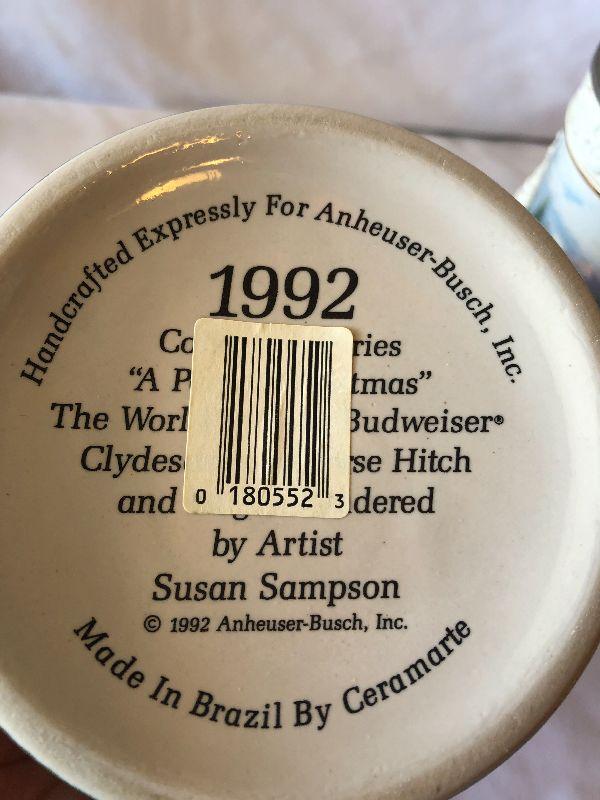 Handcrafted Expressly For Anheuser-Busch, Inc.
1992
Co ries
“A P tmas”
The Worl Budweiser®
Clydes rse Hitch
and dered
by Artist
Susan Sampson
© 1992 Anheuser-Busch, Inc.
Made In Brazil By Ceramarte
0 180552 3